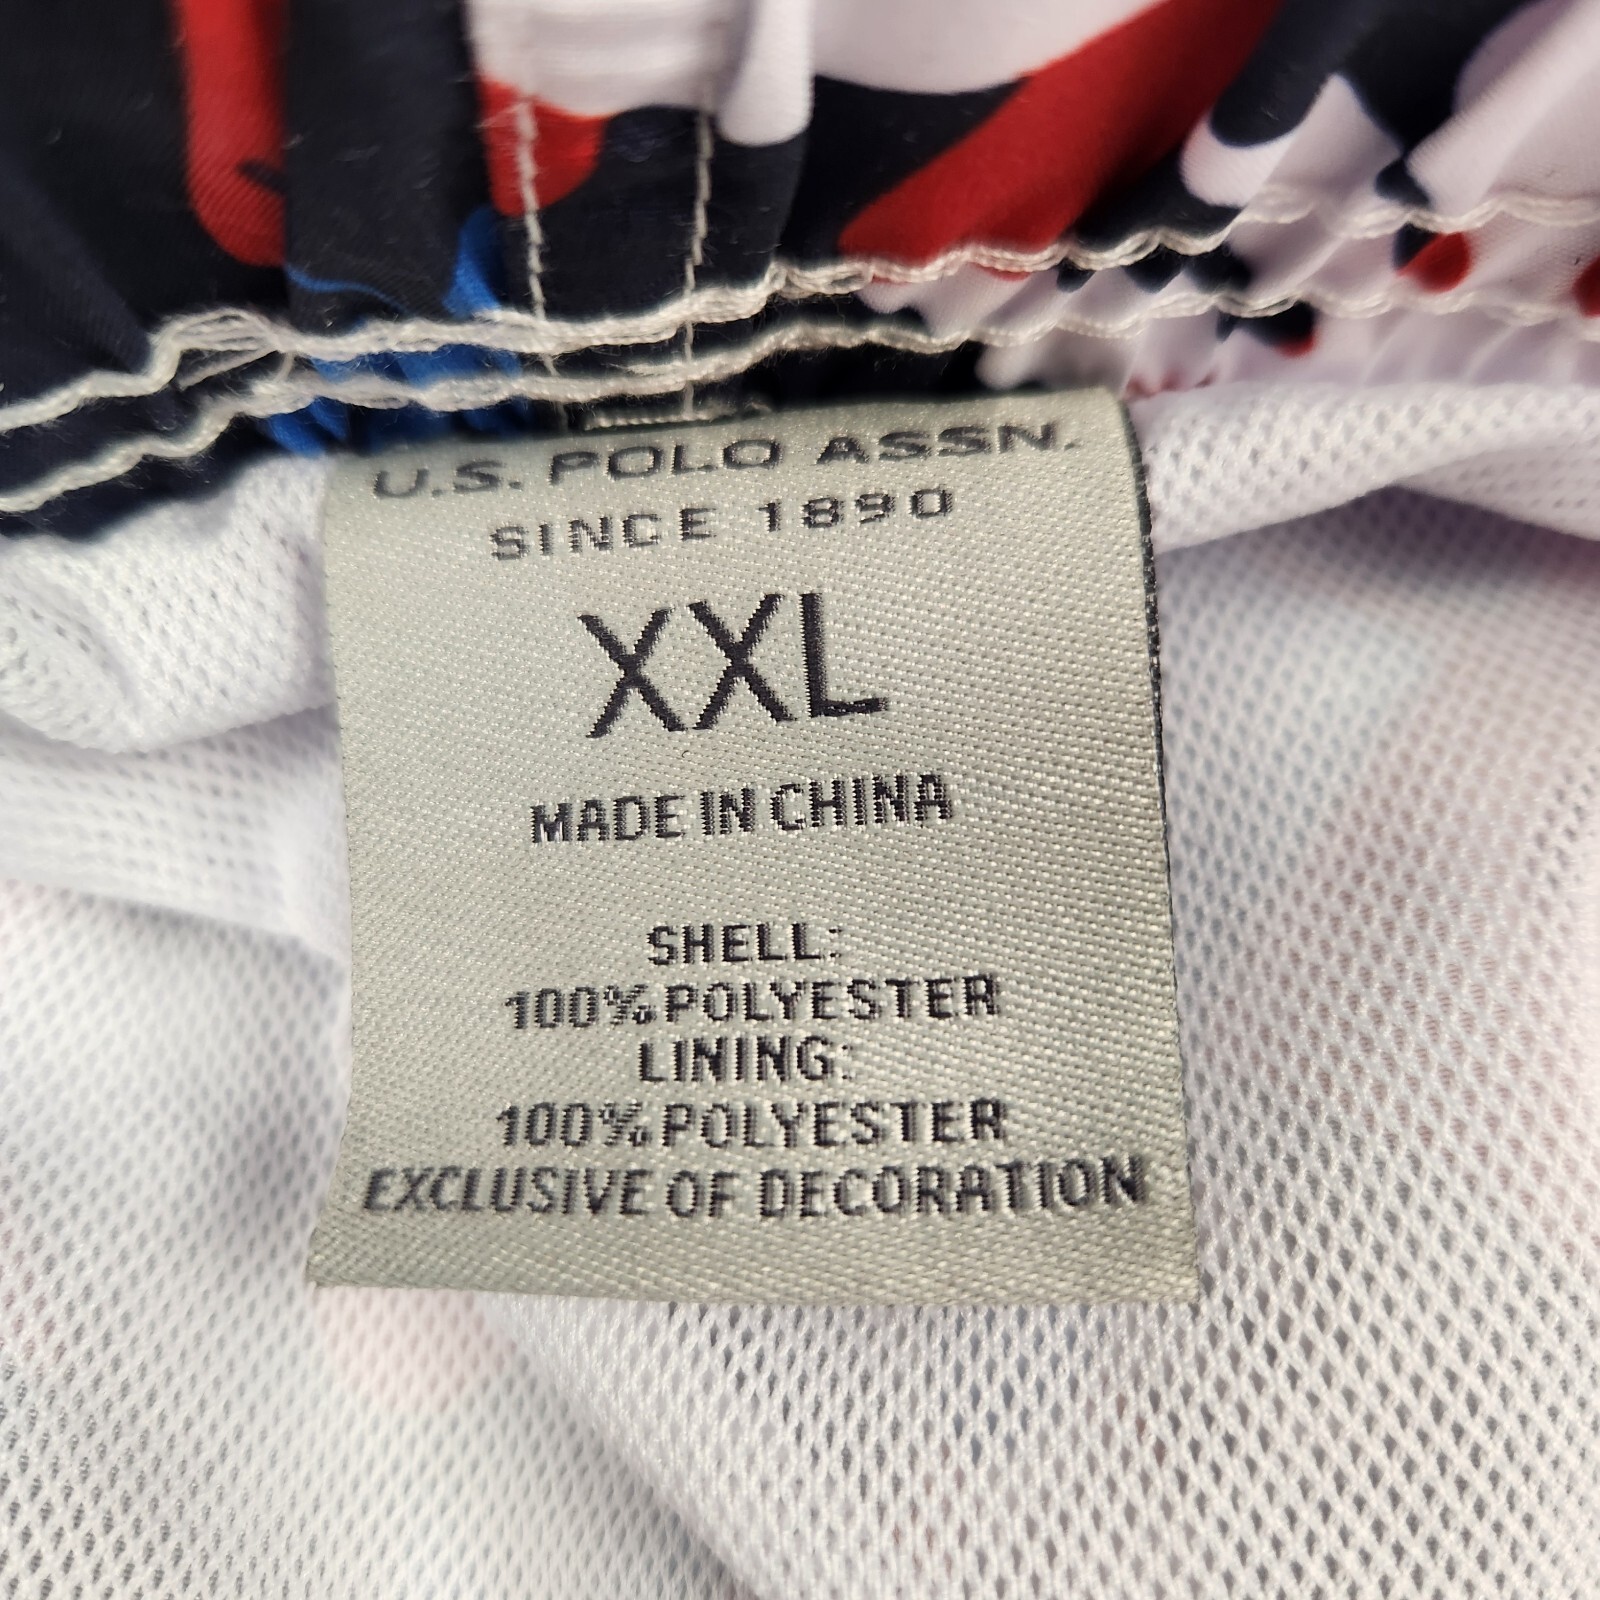 U.S. POLO ASSN.
SINCE 1890
XXL
MADE IN CHINA
SHELL:
100% POLYESTER
LINING:
100% POLYESTER
EXCLUSIVE OF DECORATION